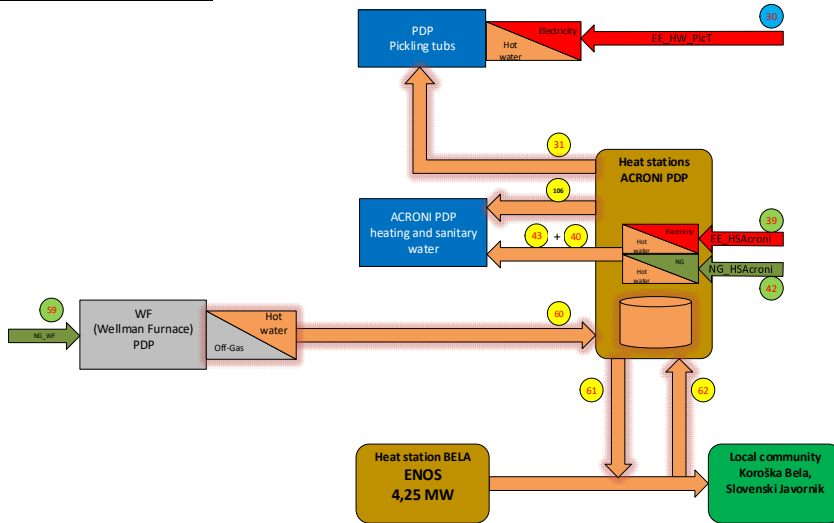 30
PDP
Pickling tubs
Electricity
Hot
water
EE_HW_PicT
31
Heat stations
ACRONI PDP
106
ACRONI PDP
heating and sanitary
water
43 + 40
39
Electricity
Hot
water
EE_HSAcroni
NG
Hot
water
NG_HSAcroni
42
59
NG_WF
WF
(Wellman Furnace)
PDP
Hot
water
Off-Gas
60
61
62
Heat station BELA
ENOS
4,25 MW
Local community
Koroška Bela,
Slovenski Javornik